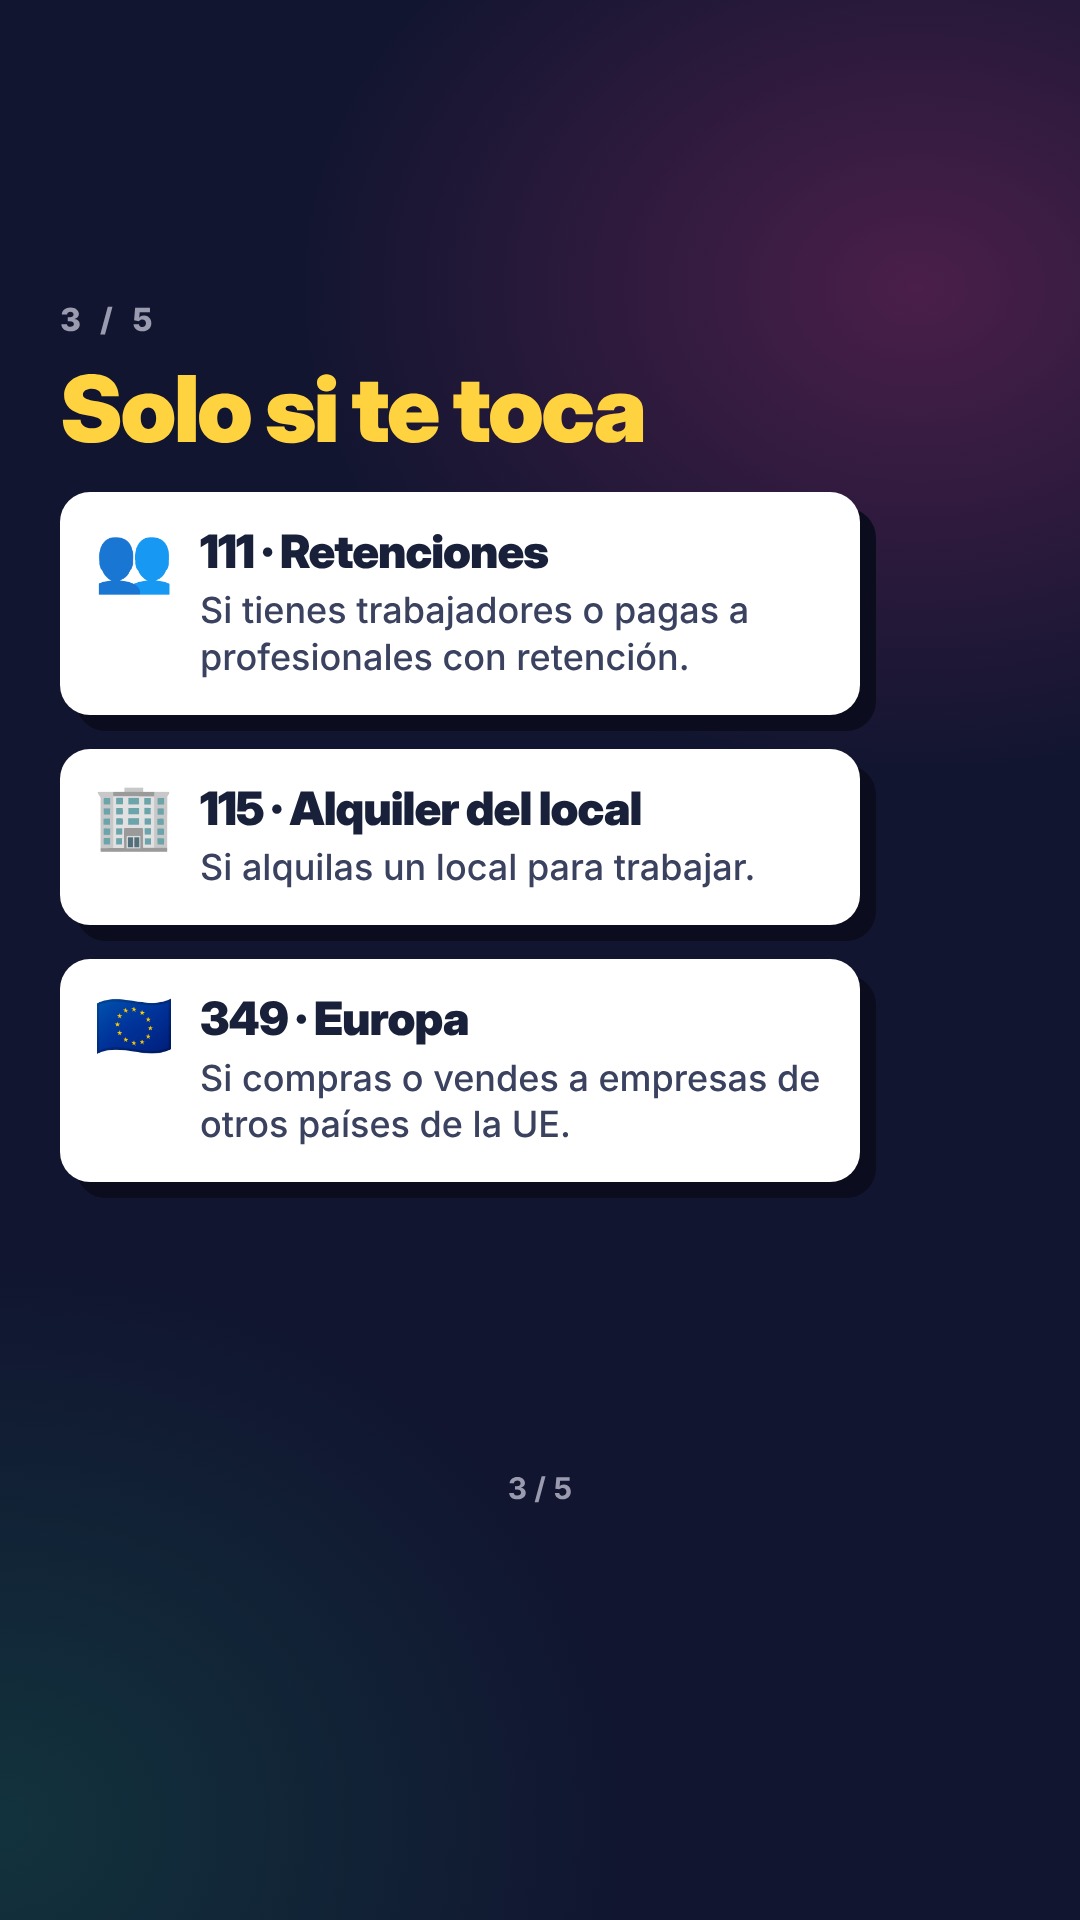 3 / 5
Solo si te toca
111 · Retenciones
Si tienes trabajadores o pagas a
profesionales con retención.
115 · Alquiler del local
Si alquilas un local para trabajar.
349 · Europa
Si compras o vendes a empresas de
otros países de la UE.
3 / 5